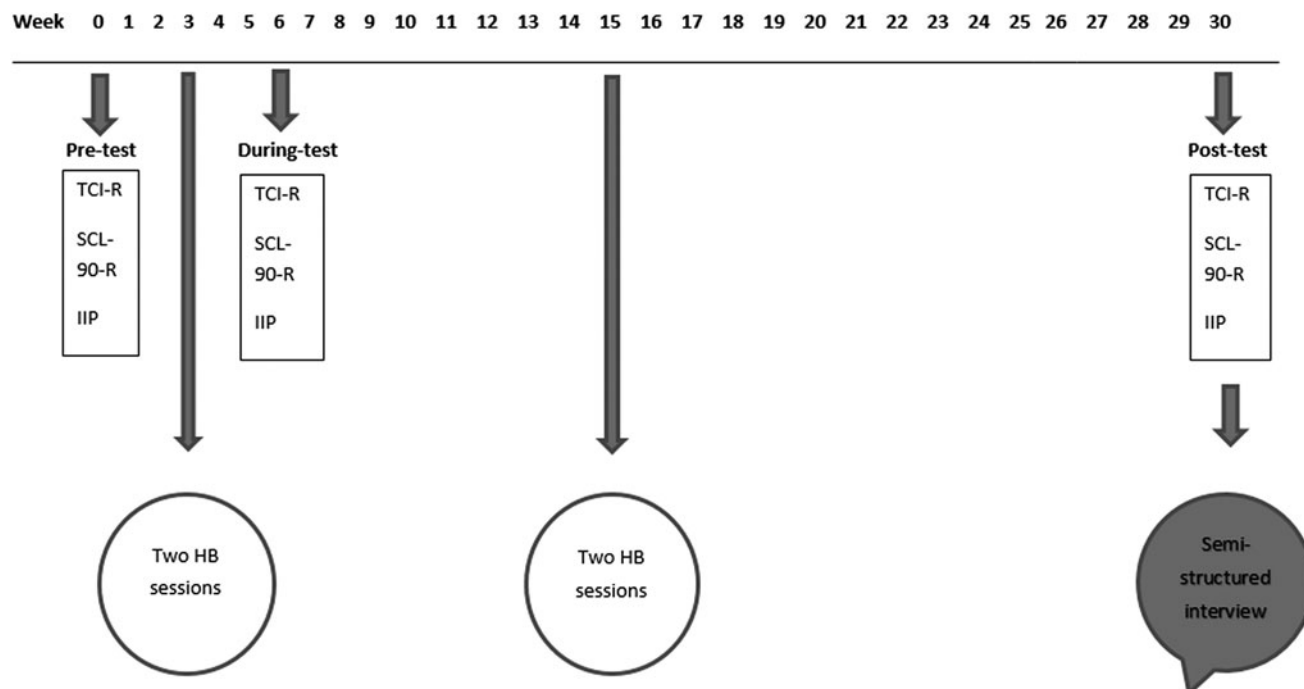 Week 0 1 2 3 4 5 6 7 8 9 10 11 12 13 14 15 16 17 18 19 20 21 22 23 24 25 26 27 28 29 30
Pre-test
TCI-R
SCL-
90-R
IIP
During-test
TCI-R
SCL-
90-R
IIP
Post-test
TCI-R
SCL-
90-R
IIP
Two HB
sessions
Two HB
sessions
Semi-
structured
interview